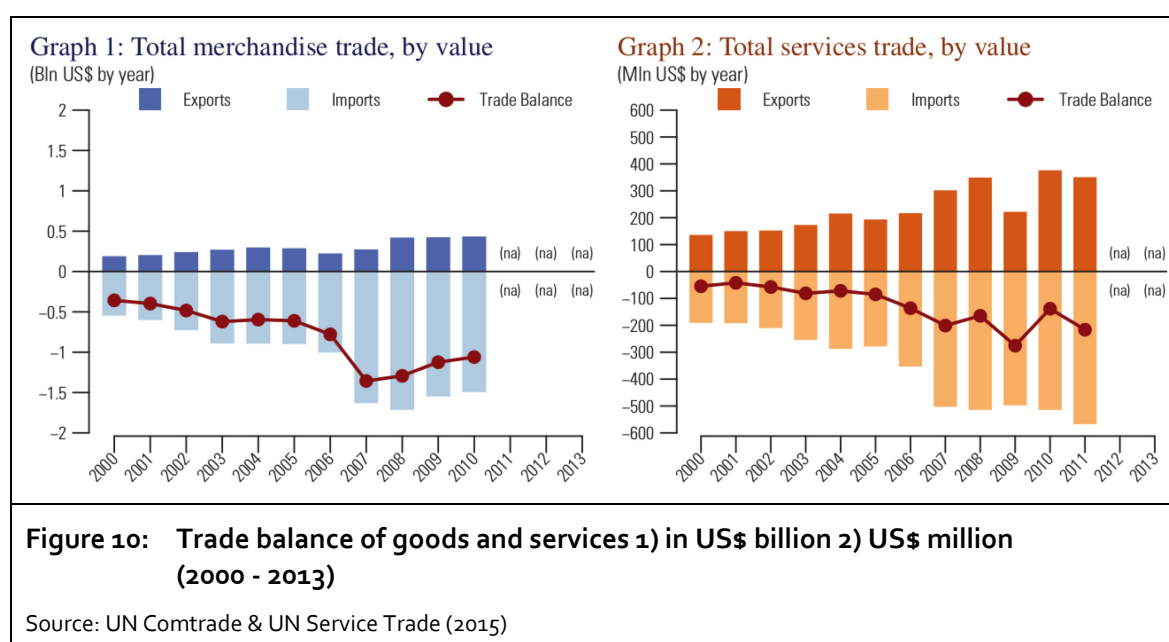 Graph 1: Total merchandise trade, by value
(Bln US$ by year)
Exports Imports Trade Balance
2
1.5
1
0.5
0
−0.5
−1
−1.5
−2
(na) (na) (na)
(na) (na) (na)
2000 2001 2002 2003 2004 2005 2006 2007 2008 2009 2010 2011 2012 2013
Graph 2: Total services trade, by value
(Mln US$ by year)
Exports Imports Trade Balance
600
500
400
300
200
100
0
−100
−200
−300
−400
−500
−600
(na) (na)
(na) (na)
2000 2001 2002 2003 2004 2005 2006 2007 2008 2009 2010 2011 2012 2013
Figure 10: Trade balance of goods and services 1) in US$ billion 2) US$ million
(2000 - 2013)
Source: UN Comtrade & UN Service Trade (2015)